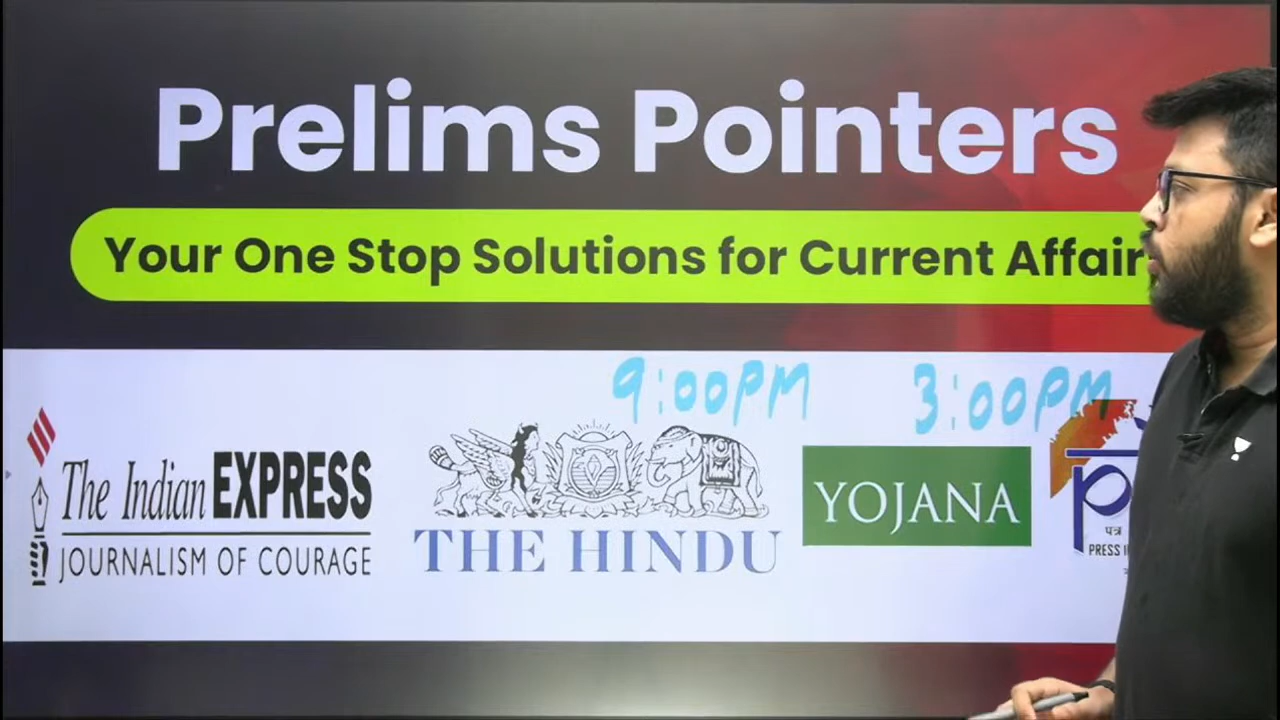 Prelims Pointers
Your One Stop Solutions for Current Affair
9:00PM 3:00PM
The Indian EXPRESS
JOURNALISM OF COURAGE
THE HINDU
YOJANA
पत्र
PRESS I